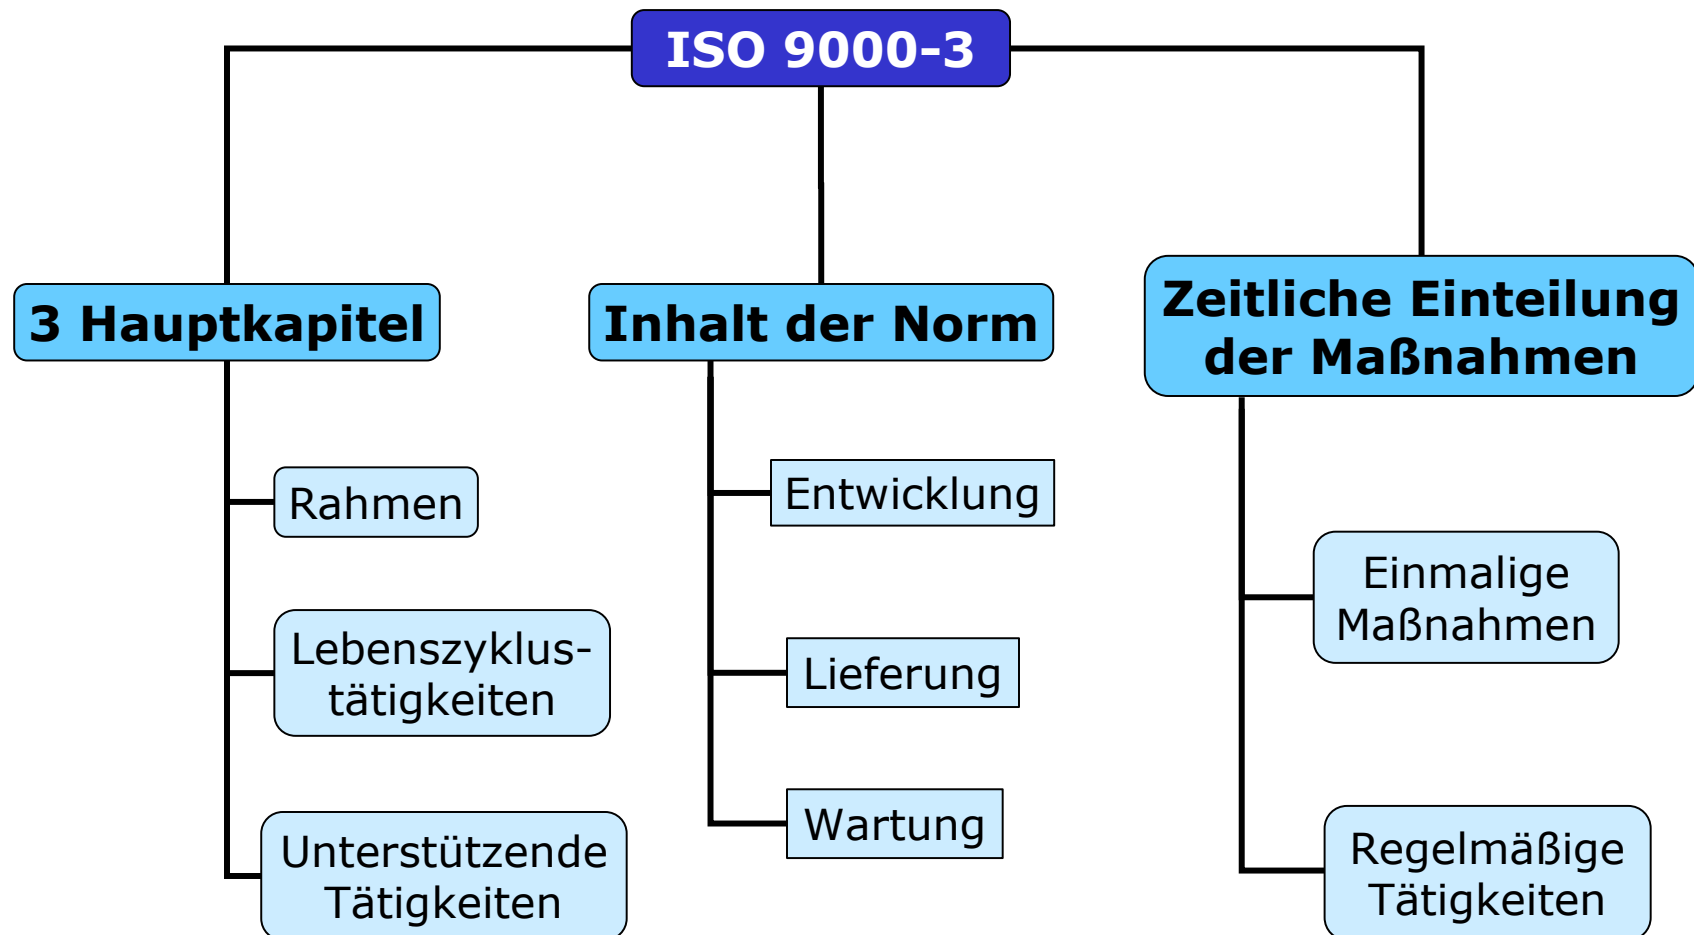 ISO 9000-3
3 Hauptkapitel
Rahmen
Lebenszyklus-
tätigkeiten
Unterstützende
Tätigkeiten
Inhalt der Norm
Entwicklung
Lieferung
Wartung
Zeitliche Einteilung
der Maßnahmen
Einmalige
Maßnahmen
Regelmäßige
Tätigkeiten